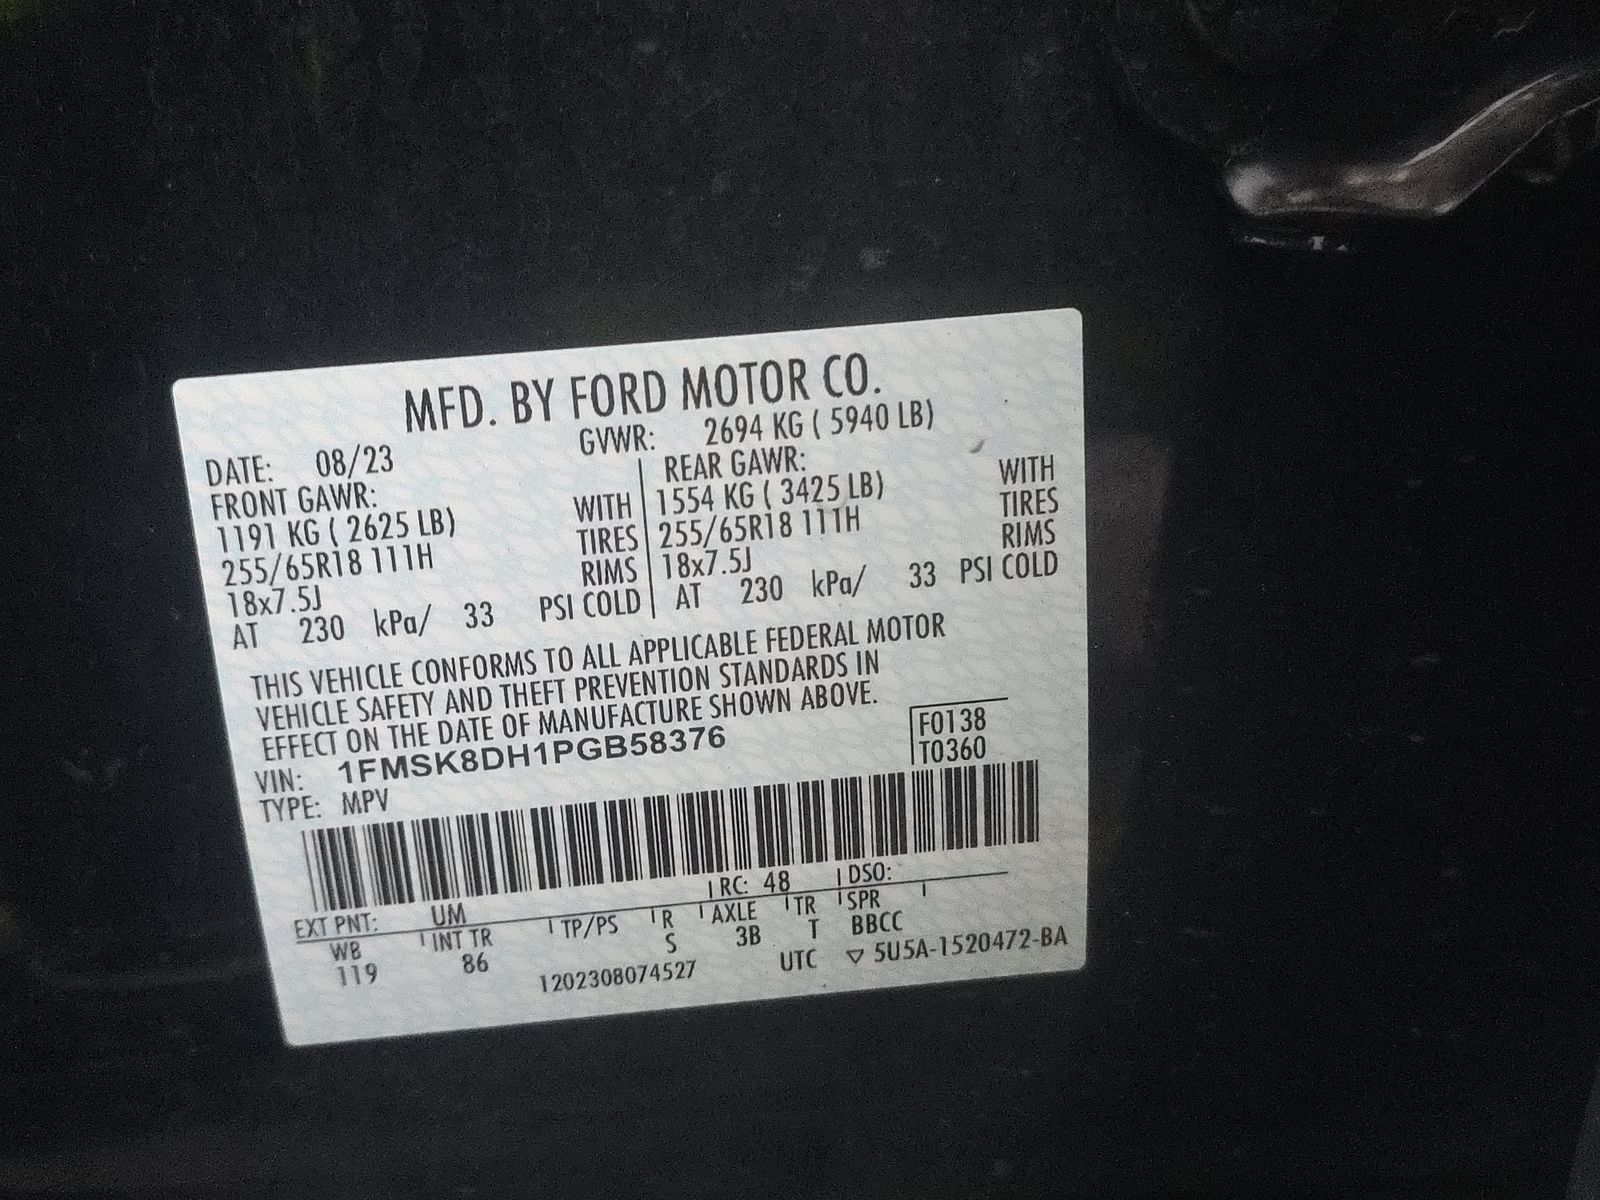 MFD. BY FORD MOTOR CO.
DATE: 08/23 GVWR: 2694 KG ( 5940 LB)
FRONT GAWR: REAR GAWR:
1191 KG ( 2625 LB) WITH 1554 KG ( 3425 LB) WITH
255/65R18 111H TIRES 255/65R18 111H TIRES
18x7.5J RIMS 18x7.5J RIMS
AT 230 kPa/ 33 PSI COLD AT 230 kPa/ 33 PSI COLD
THIS VEHICLE CONFORMS TO ALL APPLICABLE FEDERAL MOTOR
VEHICLE SAFETY AND THEFT PREVENTION STANDARDS IN
EFFECT ON THE DATE OF MANUFACTURE SHOWN ABOVE.
VIN: 1FMSK8DH1PGB58376 F0138
TYPE: MPV T0360
EXT PNT: UM RC: 48 DSO:
WB INT TR TP/PS R AXLE TR SPR
119 86 S 3B T BBCC
1202308074527 UTC ▽ 5U5A-1520472-BA